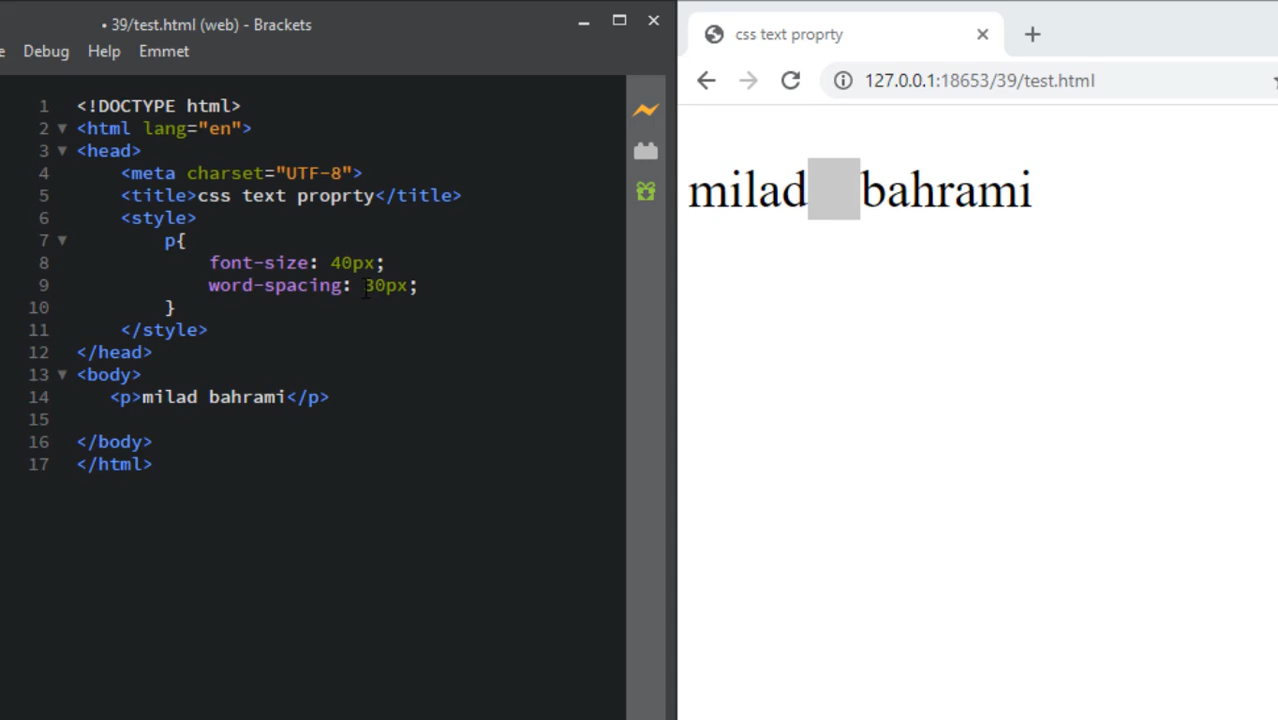 • 39/test.html (web) - Brackets
e Debug Help Emmet
1 <!DOCTYPE html>
2 <html lang="en">
3 <head>
4 <meta charset="UTF-8">
5 <title>css text proprty</title>
6 <style>
7 p{
8 font-size: 40px;
9 word-spacing: 30px;
10 }
11 </style>
12 </head>
13 <body>
14 <p>milad bahrami</p>
15
16 </body>
17 </html>
css text proprty
127.0.0.1:18653/39/test.html
milad bahrami